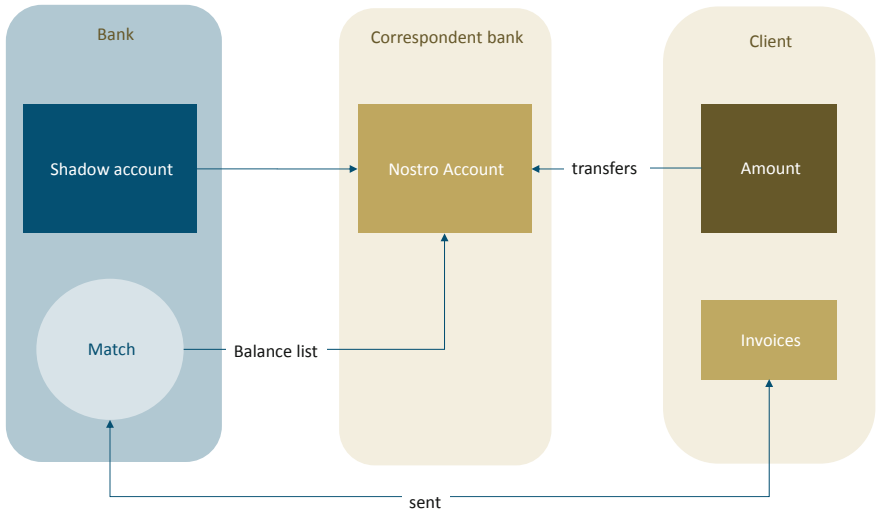 Bank
Correspondent bank
Client
Shadow account
Nostro Account
transfers
Amount
Match
Balance list
Invoices
sent